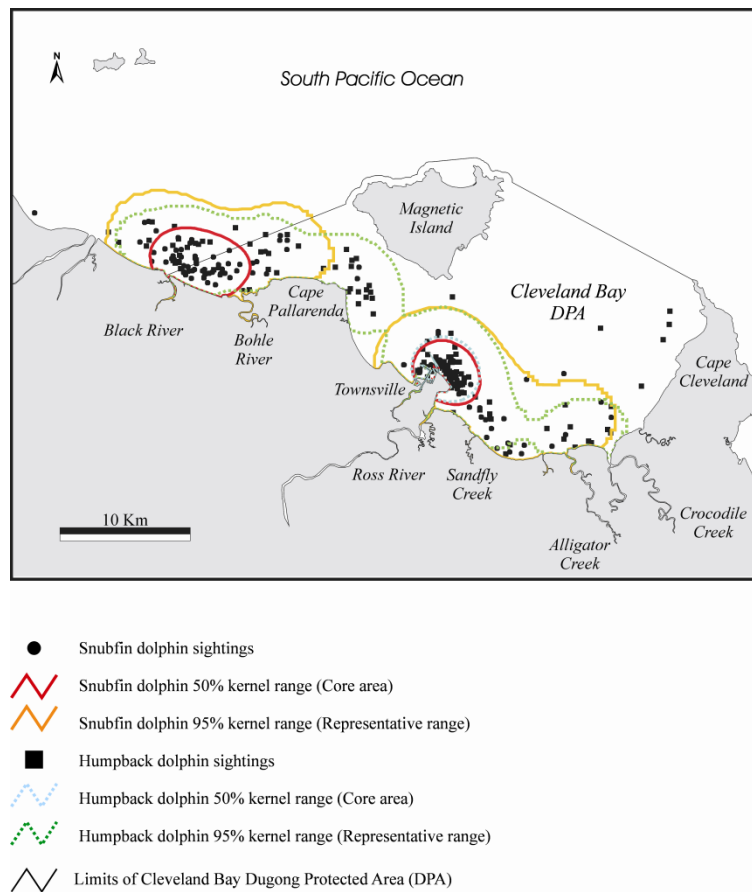 N
South Pacific Ocean
Magnetic
Island
Cleveland Bay
DPA
Cape
Pallarenda
Black River
Bohle
River
Cape
Cleveland
Townsville
Ross River
Sandfly
Creek
Crocodile
Creek
Alligator
Creek
10 Km
Snubfin dolphin sightings
Snubfin dolphin 50% kernel range (Core area)
Snubfin dolphin 95% kernel range (Representative range)
Humpback dolphin sightings
Humpback dolphin 50% kernel range (Core area)
Humpback dolphin 95% kernel range (Representative range)
Limits of Cleveland Bay Dugong Protected Area (DPA)